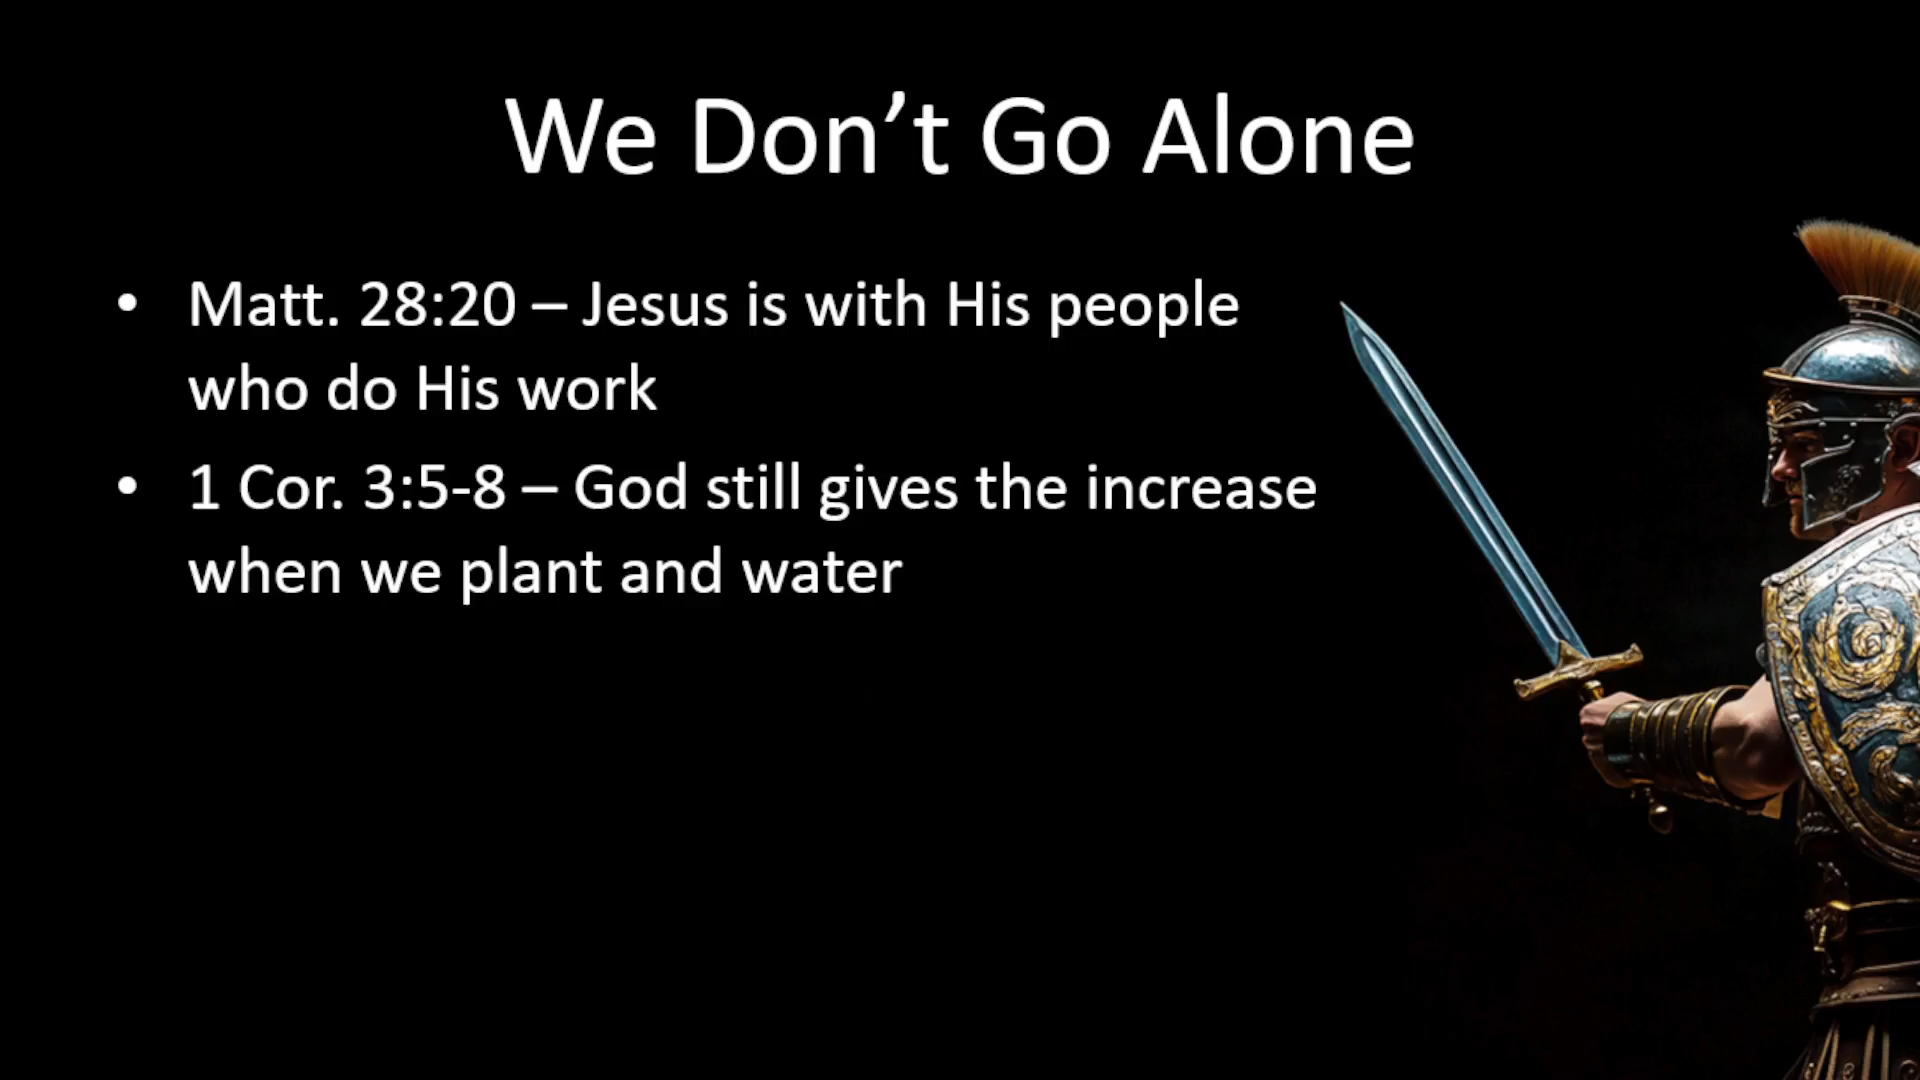 We Don’t Go Alone
• Matt. 28:20 – Jesus is with His people
who do His work
• 1 Cor. 3:5-8 – God still gives the increase
when we plant and water